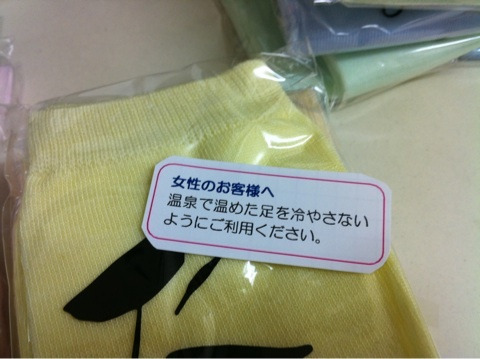 女性のお客様へ
温泉で温めた足を冷やさない
ようにご利用ください。